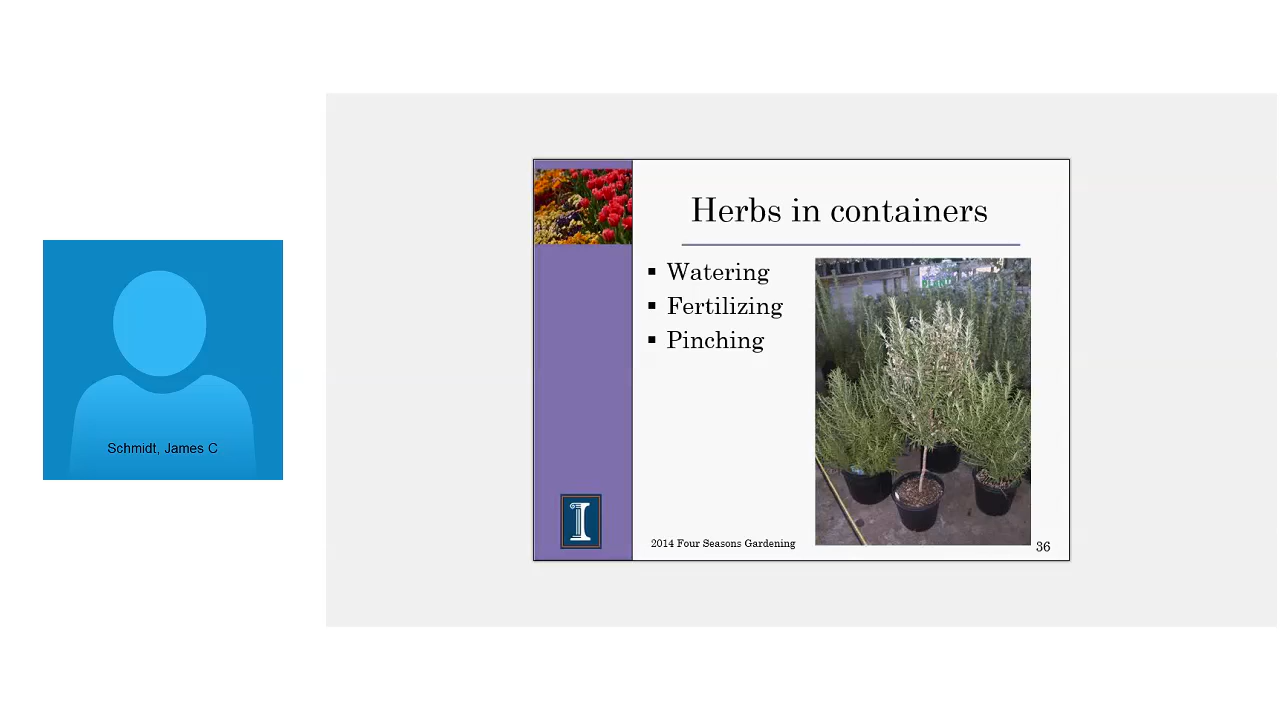 Herbs in containers
Watering
Fertilizing
Pinching
Schmidt, James C
I
2014 Four Seasons Gardening
36